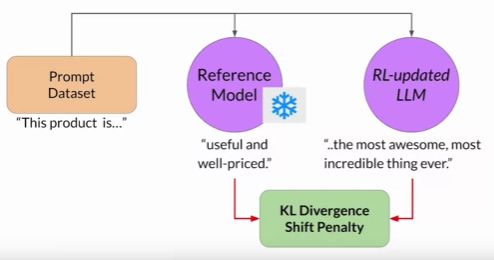 Prompt
Dataset
“This product is...”
Reference
Model
“useful and
well-priced.”
RL-updated
LLM
“..the most awesome, most
incredible thing ever.”
KL Divergence
Shift Penalty